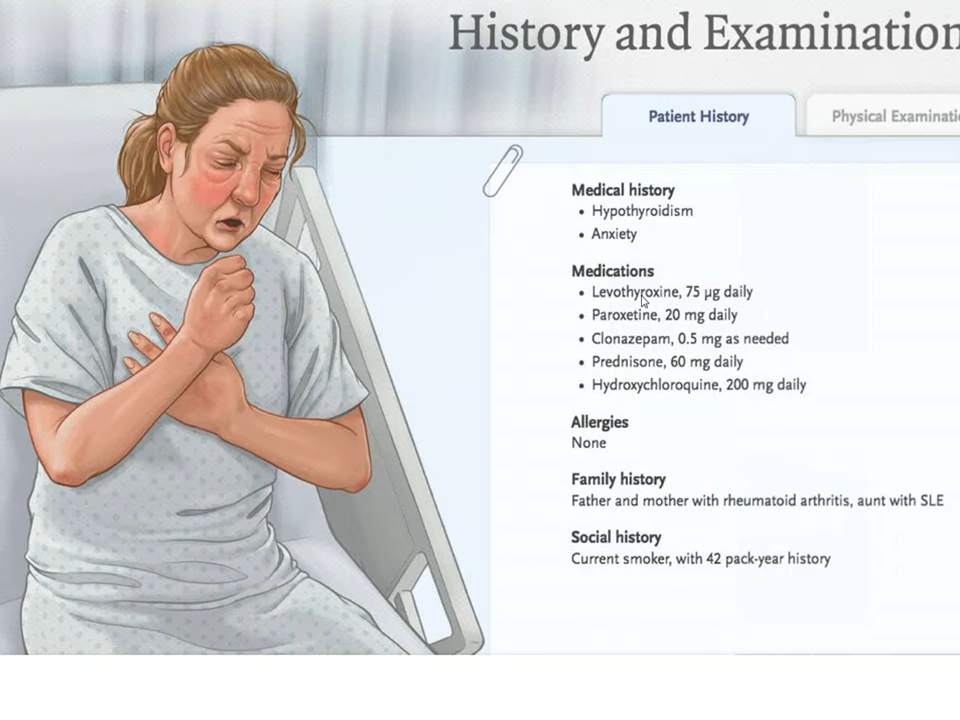 History and Examination
Patient History
Physical
Medical history
• Hypothyroidism
• Anxiety
Medications
• Levothyroxine, 75 µg daily
• Paroxetine, 20 mg daily
• Clonazepam, 0.5 mg as needed
• Prednisone, 60 mg daily
• Hydroxychloroquine, 200 mg daily
Allergies
None
Family history
Father and mother with rheumatoid arthritis, aunt with SLE
Social history
Current smoker, with 42 pack-year history